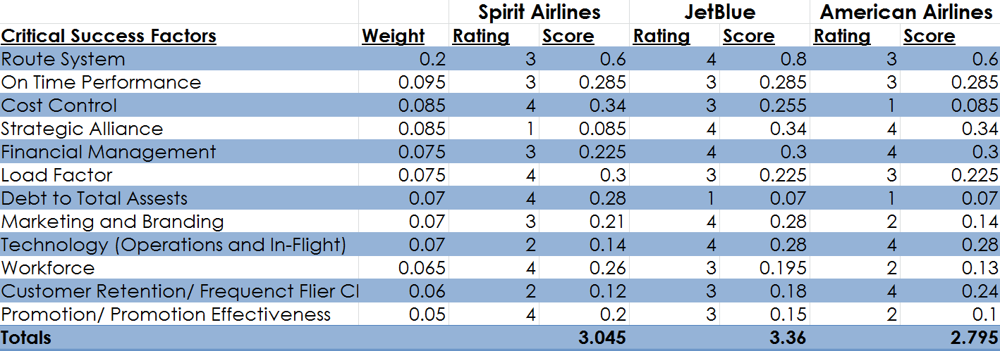 Spirit Airlines JetBlue American Airlines
Critical Success Factors Weight Rating Score Rating Score Rating Score
Route System 0.2 3 0.6 4 0.8 3 0.6
On Time Performance 0.095 3 0.285 3 0.285 3 0.285
Cost Control 0.085 4 0.34 3 0.255 1 0.085
Strategic Alliance 0.085 1 0.085 4 0.34 4 0.34
Financial Management 0.075 3 0.225 4 0.3 4 0.3
Load Factor 0.075 4 0.3 3 0.225 3 0.225
Debt to Total Assests 0.07 4 0.28 1 0.07 1 0.07
Marketing and Branding 0.07 3 0.21 4 0.28 2 0.14
Technology (Operations and In-Flight) 0.07 2 0.14 4 0.28 4 0.28
Workforce 0.065 4 0.26 3 0.195 2 0.13
Customer Retention/ Frequenct Flier Cl 0.06 2 0.12 3 0.18 4 0.24
Promotion/ Promotion Effectiveness 0.05 4 0.2 3 0.15 2 0.1
Totals 3.045 3.36 2.795